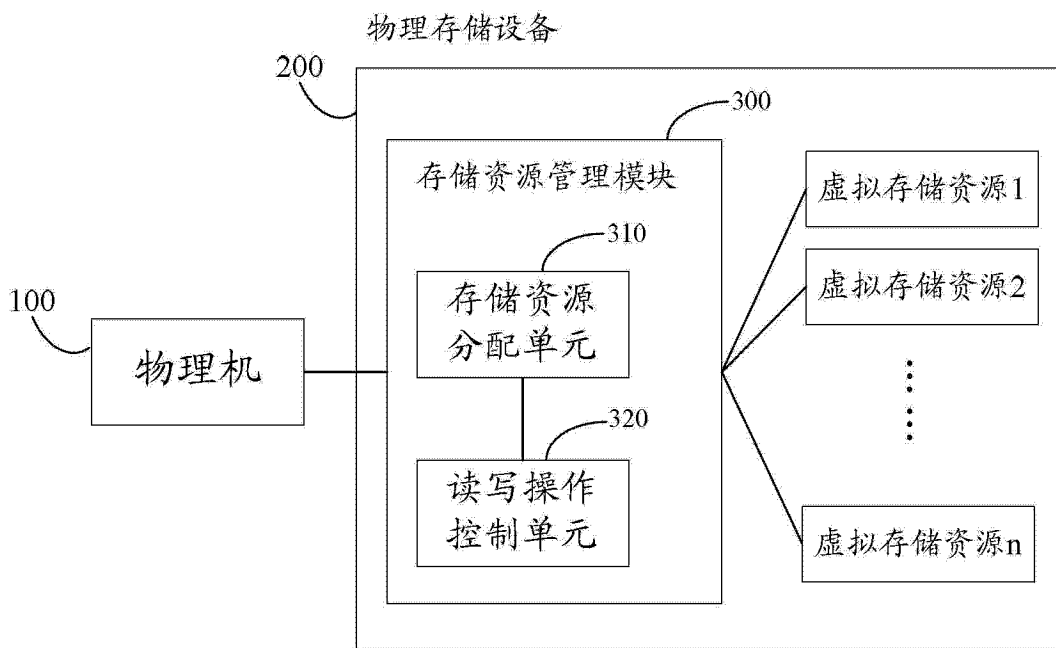 物理存储设备
200
300
存储资源管理模块
虚拟存储资源1
310
虚拟存储资源2
存储资源
分配单元
100
物理机
320
读写操作
控制单元
虚拟存储资源n